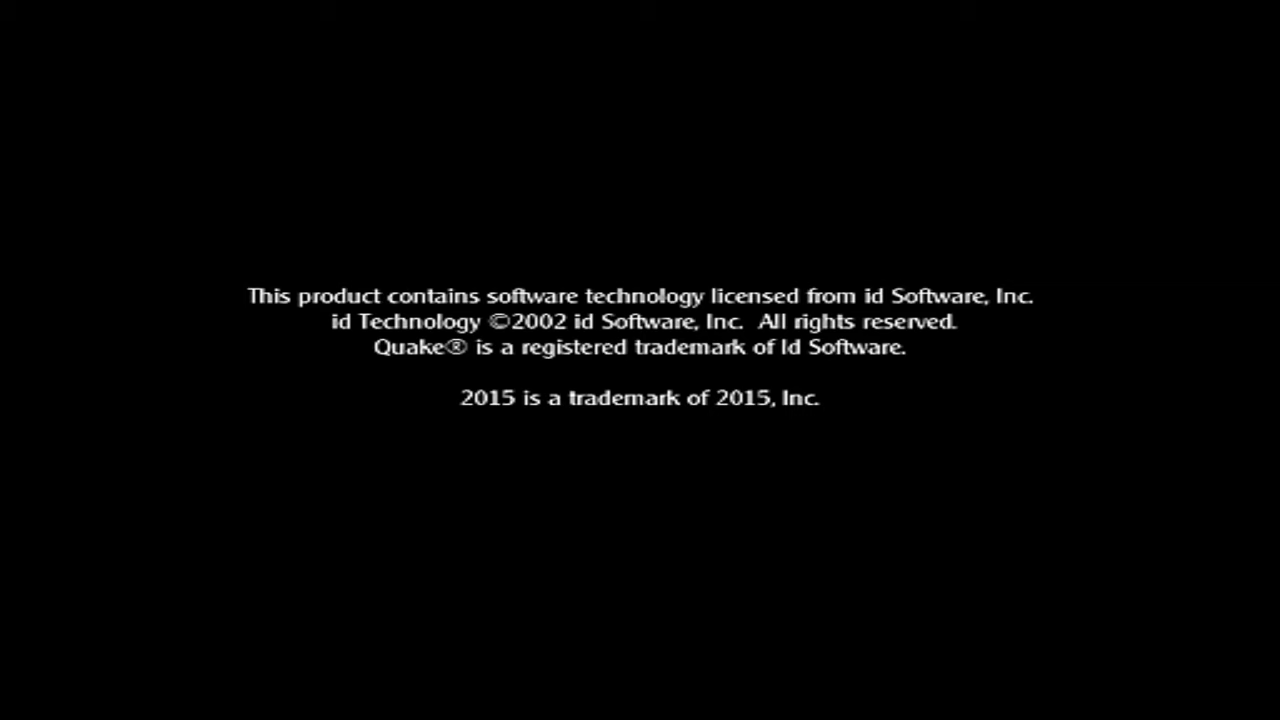 This product contains software technology licensed from id Software, Inc.
id Technology ©2002 id Software, Inc. All rights reserved.
Quake® is a registered trademark of Id Software.
2015 is a trademark of 2015, Inc.